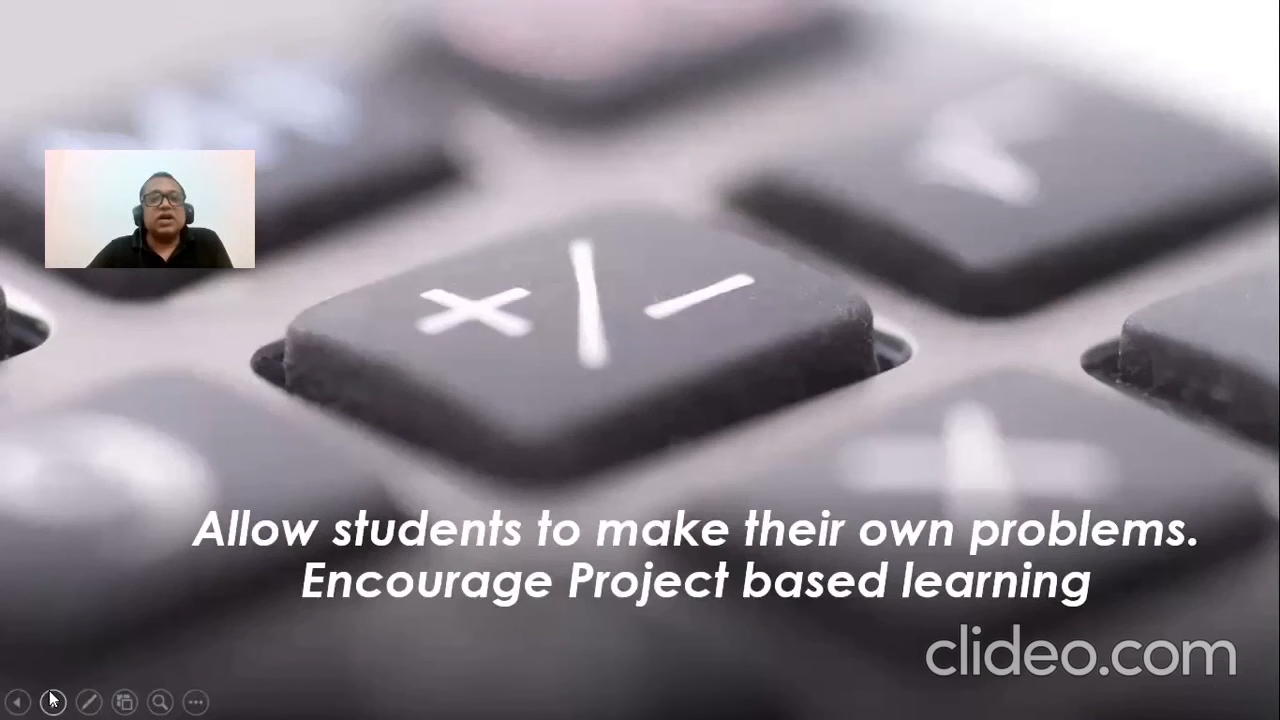 Allow students to make their own problems.
Encourage Project based learning
clideo.com